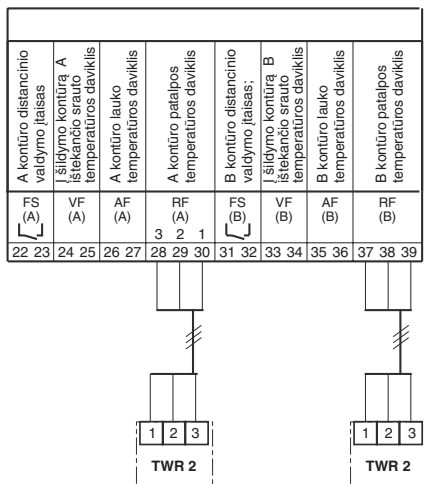 A kontūro distancinio
valdymo įtaisas
Į šildymo kontūrą A
ištekančio srauto
temperatūros daviklis
A kontūro lauko
temperatūros daviklis
A kontūro patalpos
temperatūros daviklis
B kontūro distancinio
valdymo įtaisas;
Į šildymo kontūrą B
ištekančio srauto
temperatūros daviklis
B kontūro lauko
temperatūros daviklis
B kontūro patalpos
temperatūros daviklis
FS VF AF RF FS VF AF RF
(A) (A) (A) (A) (B) (B) (B) (B)
3 2 1
22 23 24 25 26 27 28 29 30 31 32 33 34 35 36 37 38 39
1 2 3 1 2 3
TWR 2 TWR 2